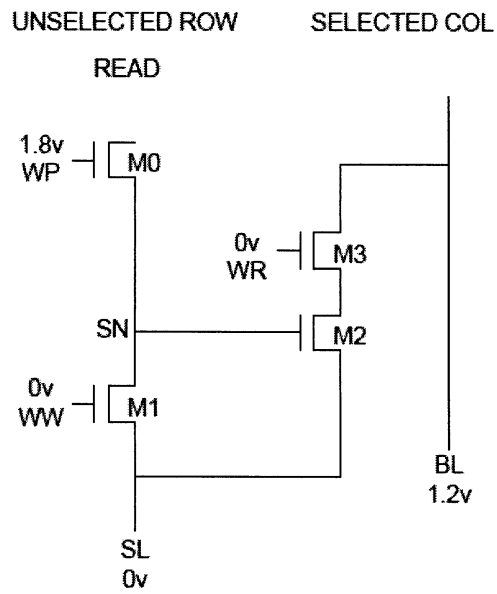 UNSELECTED ROW
SELECTED COL
READ
1.8v
WP
M0
0v
WR
M3
SN
M2
0v
WW
M1
BL
1.2v
SL
0v